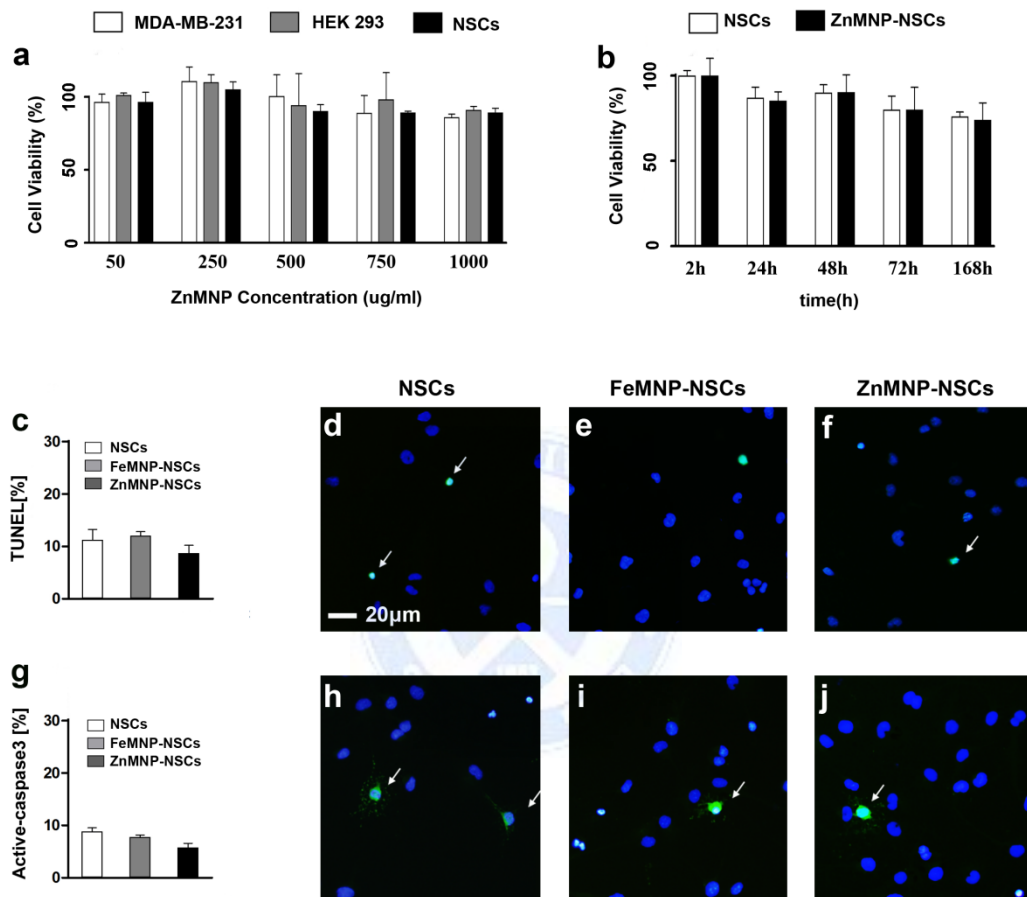 MDA-MB-231 HEK 293 NSCs
NSCs ZnMNP-NSCs
a
Cell Viability (%)
100
50
0
50 250 500 750 1000
ZnMNP Concentration (ug/ml)
b
Cell Viability (%)
100
50
0
2h 24h 48h 72h 168h
time(h)
NSCs FeMNP-NSCs ZnMNP-NSCs
c
TUNEL[%]
30
20
10
0
NSCs
FeMNP-NSCs
ZnMNP-NSCs
d
20µm
e
f
g
Active-caspase3 [%]
30
20
10
0
NSCs
FeMNP-NSCs
ZnMNP-NSCs
h
i
j